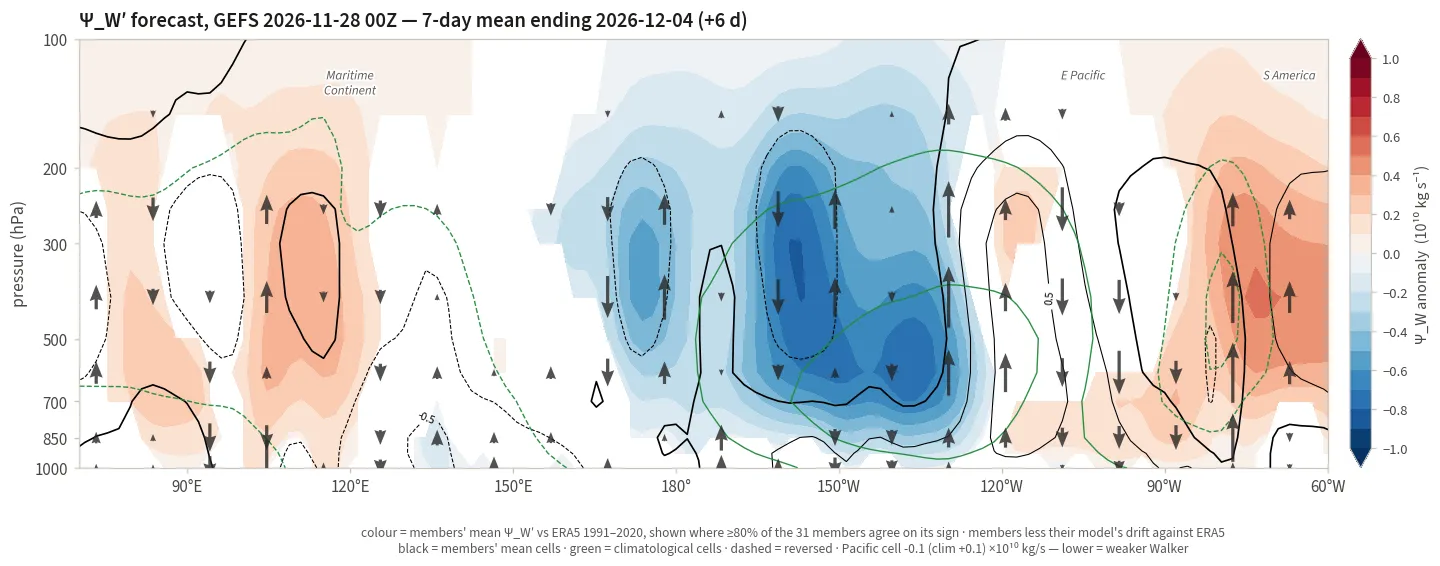 Ψ_W′ forecast, GEFS 2026-11-28 00Z — 7-day mean ending 2026-12-04 (+6 d)
100
200
300
400
500
700
850
1000
pressure (hPa)
Maritime
Continent
E Pacific
S America
-0.5
0.5
90°E
120°E
150°E
180°
150°W
120°W
90°W
60°W
1.0
0.8
0.6
0.4
0.2
0.0
−0.2
−0.4
−0.6
−0.8
−1.0
Ψ_W anomaly (10¹⁰ kg s⁻¹)
colour = members' mean Ψ_W′ vs ERA5 1991–2020, shown where ≥80% of the 31 members agree on its sign · members less their model's drift against ERA5
black = members' mean cells · green = climatological cells · dashed = reversed · Pacific cell -0.1 (clim +0.1) ×10¹⁰ kg/s — lower = weaker Walker